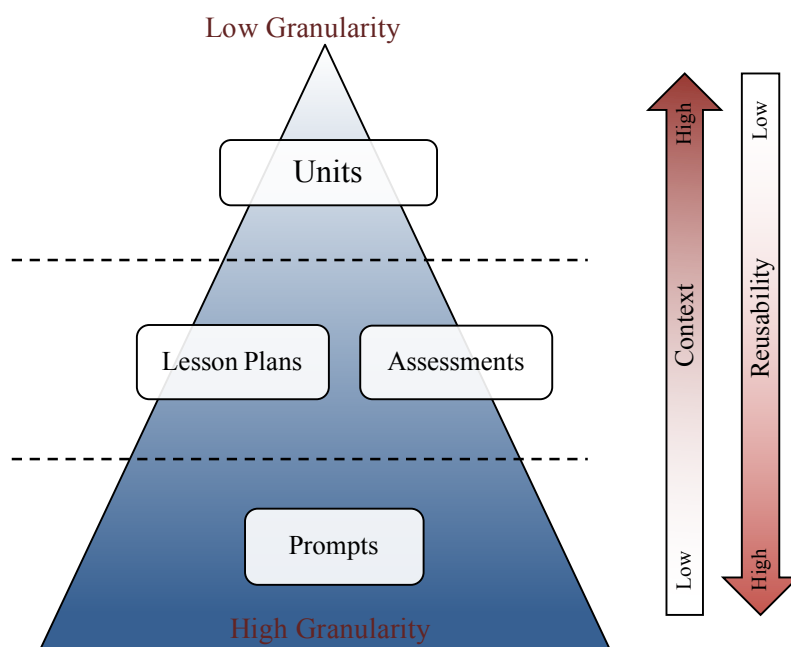 Low Granularity
High
Low
Units
Context
Reusability
Lesson Plans
Assessments
Prompts
Low
High
High Granularity